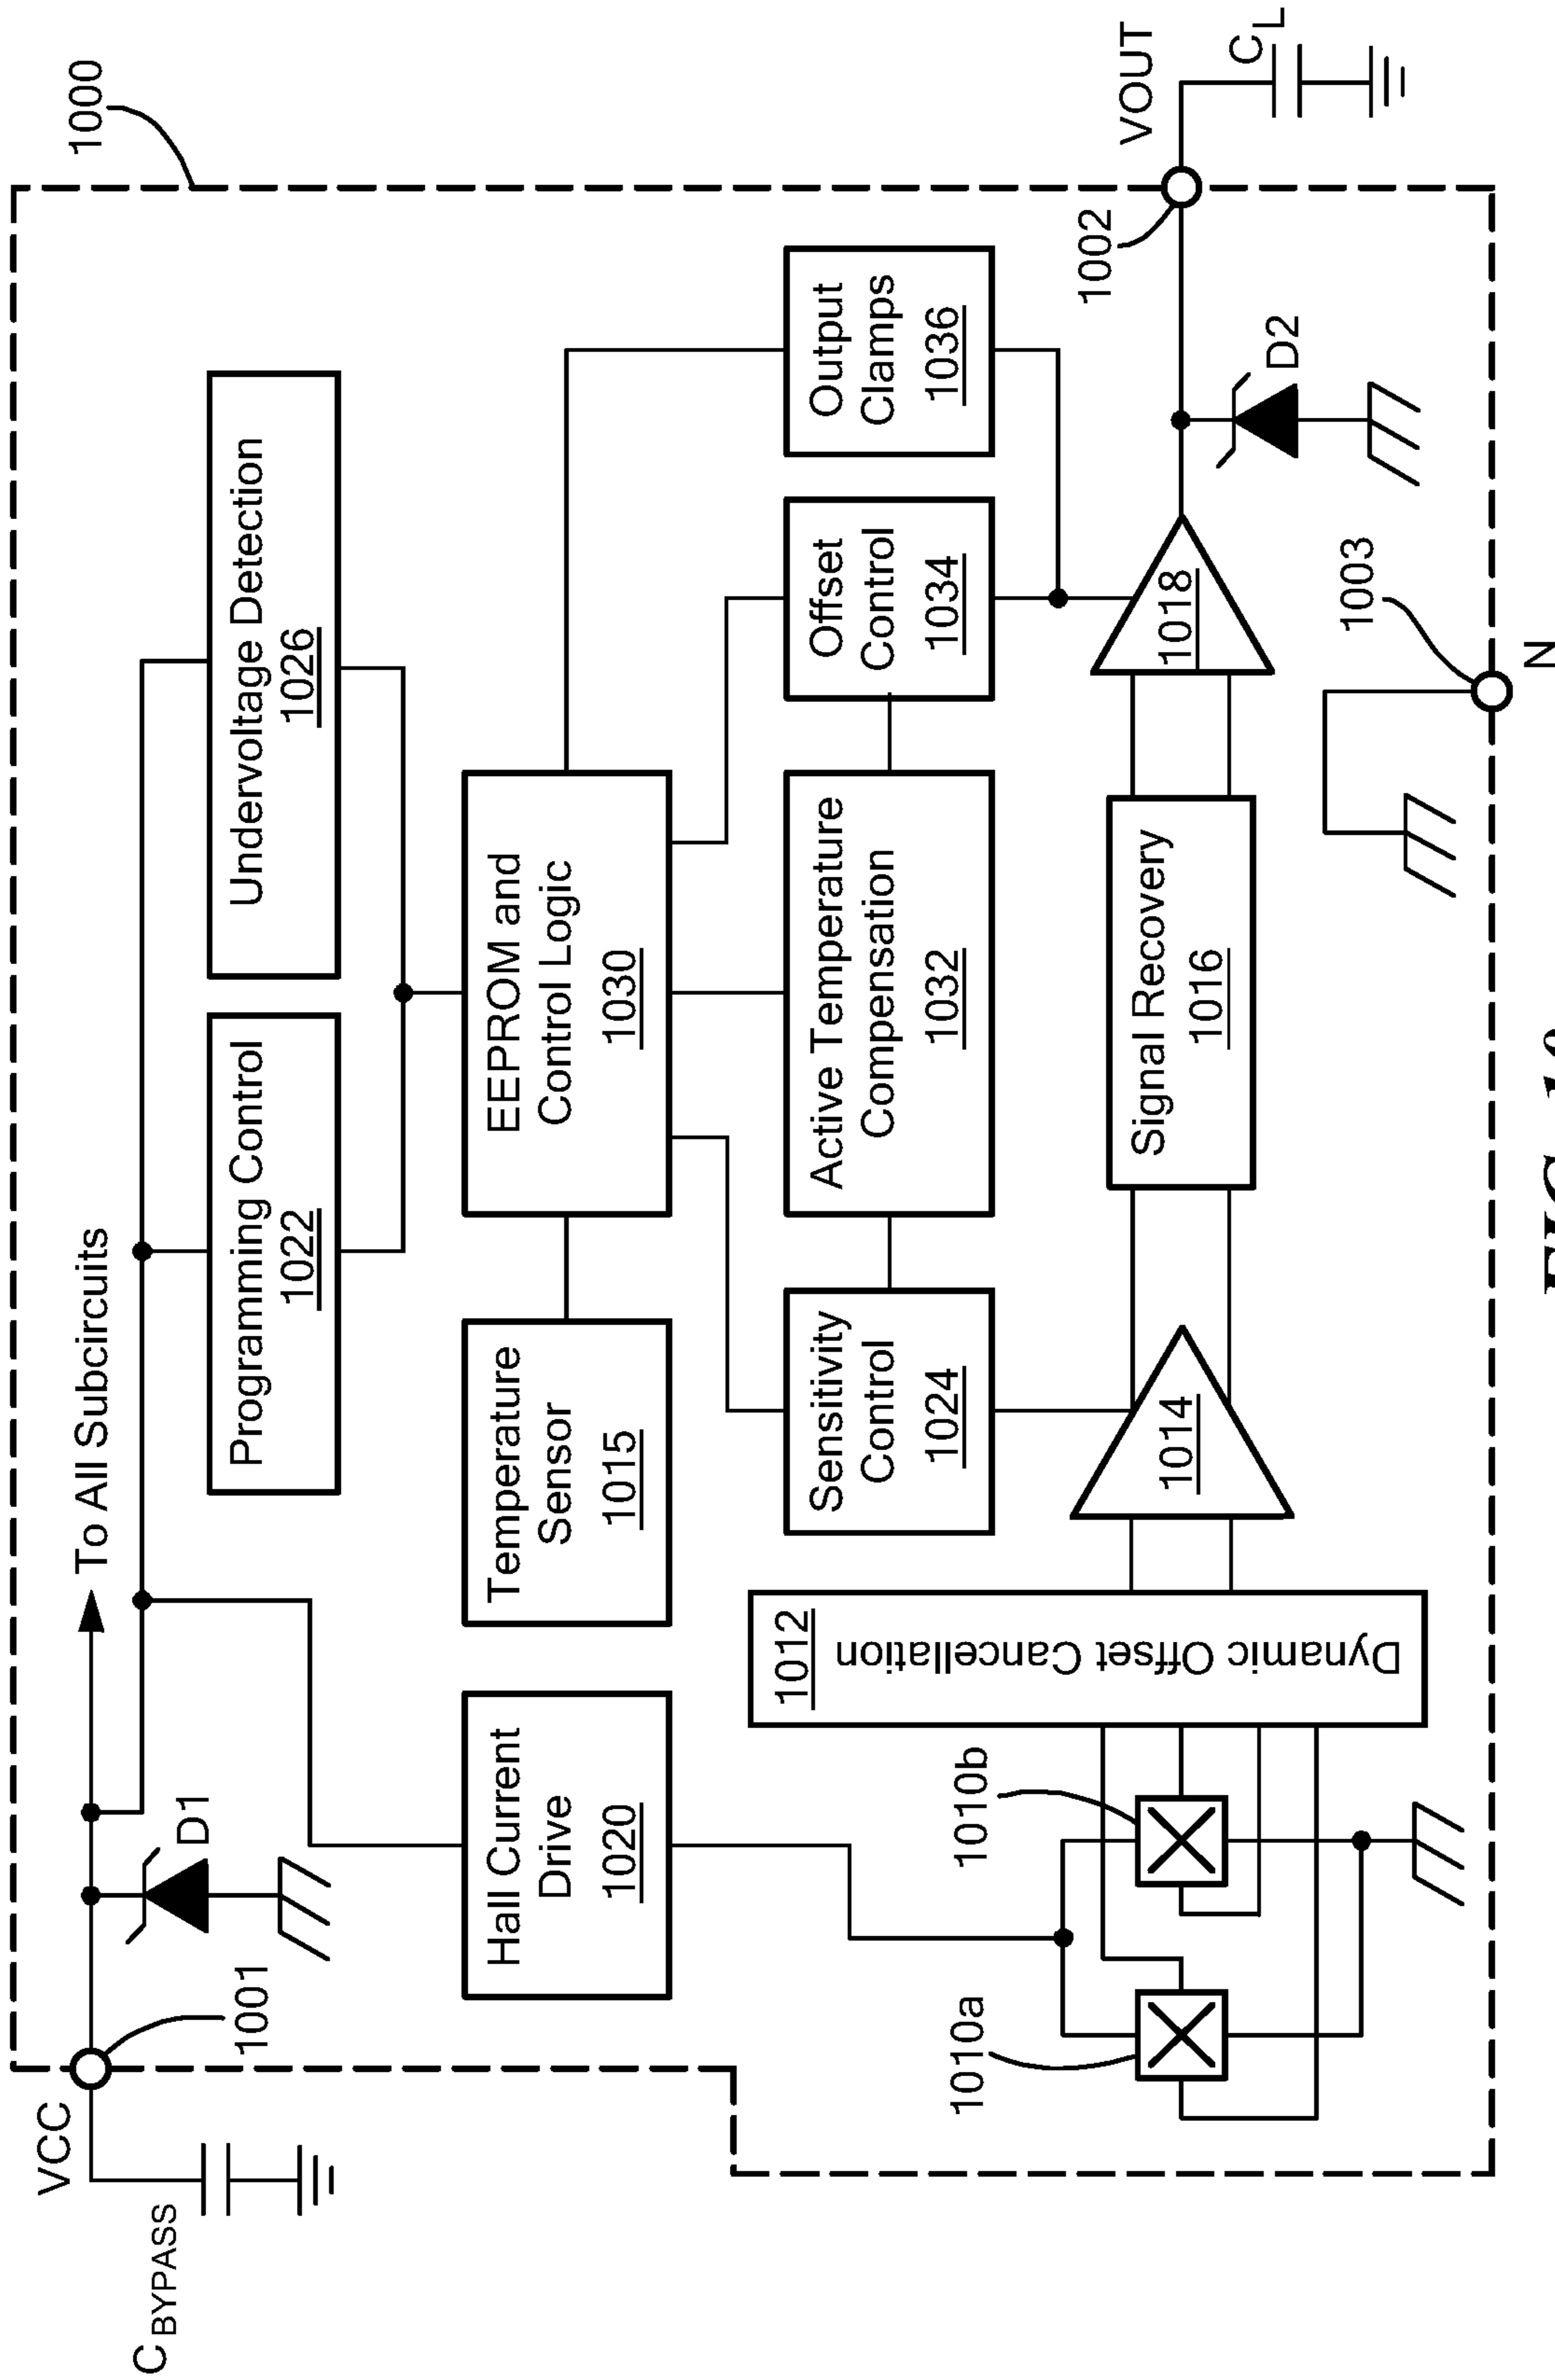 1000
VCC
C BYPASS
1001
D1
To All Subcircuits
Programming Control
1022
Undervoltage Detection
1026
Hall Current
Drive
1020
Temperature
Sensor
1015
EEPROM and
Control Logic
1030
Sensitivity
Control
1024
Active Temperature
Compensation
1032
Offset
Control
1034
Output
Clamps
1036
1010a
1010b
1012
Dynamic Offset Cancellation
1014
Signal Recovery
1016
1018
D2
1002
VOUT
C L
1003
N